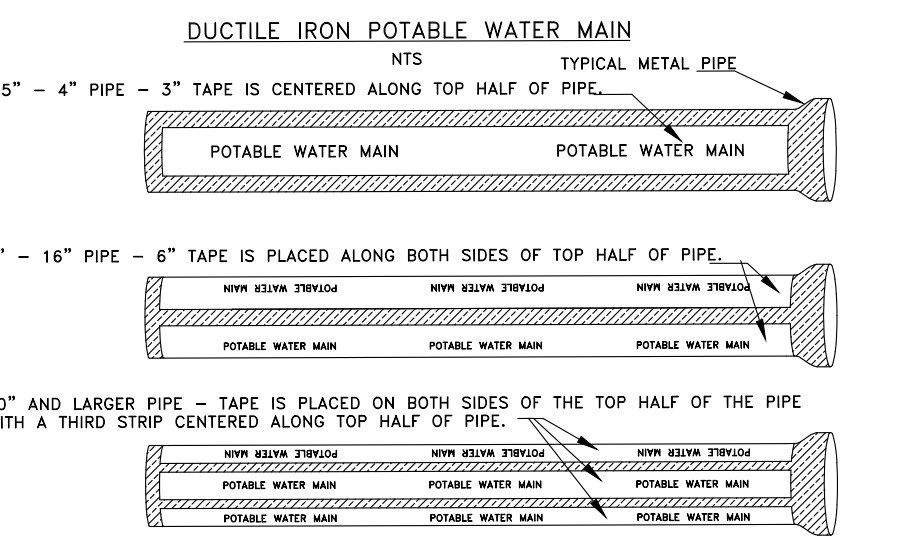 DUCTILE IRON POTABLE WATER MAIN
NTS
TYPICAL METAL PIPE
5" – 4" PIPE – 3" TAPE IS CENTERED ALONG TOP HALF OF PIPE.
POTABLE WATER MAIN POTABLE WATER MAIN
" – 16" PIPE – 6" TAPE IS PLACED ALONG BOTH SIDES OF TOP HALF OF PIPE.
POTABLE WATER MAIN POTABLE WATER MAIN POTABLE WATER MAIN
POTABLE WATER MAIN POTABLE WATER MAIN POTABLE WATER MAIN
0" AND LARGER PIPE – TAPE IS PLACED ON BOTH SIDES OF THE TOP HALF OF THE PIPE
ITH A THIRD STRIP CENTERED ALONG TOP HALF OF PIPE.
POTABLE WATER MAIN POTABLE WATER MAIN POTABLE WATER MAIN
POTABLE WATER MAIN POTABLE WATER MAIN POTABLE WATER MAIN
POTABLE WATER MAIN POTABLE WATER MAIN POTABLE WATER MAIN